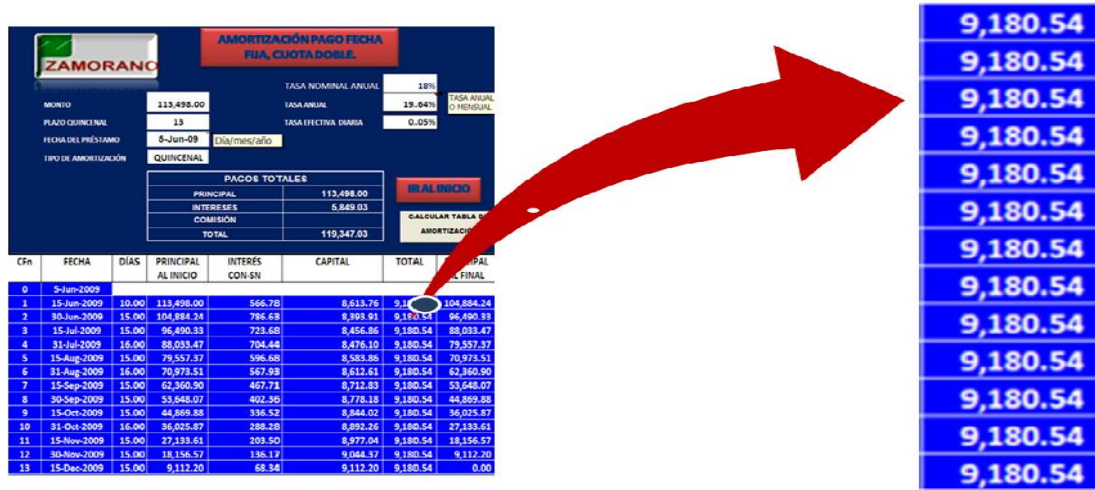 AMORTIZACIÓN PAGO FECHA
FIJA, CUOTA DOBLE.
ZAMORANO
TASA NOMINAL ANUAL 18%
MONTO 113,498.00 TASA ANUAL 19..64% TASA ANUAL
O MENSUAL
PLAZO QUINCENAL 13 TASA EFECTIVA DIARIA 0..05%
FECHA DEL PRÉSTAMO 5-Jun-09 Día/mes/año
TIPO DE AMORTIZACIÓN QUINCENAL
PAGOS TOTALES
PRINCIPAL 113,498.00
INTERESES 5,849.03
COMISIÓN
TOTAL 119,347.03
IR AL INICIO
CALCULAR TABLA
CFn FECHA DÍAS PRINCIPAL INTERÉS CAPITAL TOTAL
AL INICIO CON-SN FINAL
0 5-Jun-2009
1 15-Jun-2009 10.00 113,498.00 566.78 8,613.76 104,884.24
2 30-Jun-2009 15.00 104,884.24 786.63 8,393.91 9,180.54 96,490.33
3 15-Jul-2009 15.00 96,490.33 723.68 8,456.86 9,180.54 88,033.47
4 31-Jul-2009 16.00 88,033.47 704.44 8,476.10 9,180.54 79,557.37
5 15-Aug-2009 15.00 79,557.37 596.68 8,583.86 9,180.54 70,973.51
6 31-Aug-2009 16.00 70,973.51 567.93 8,612.61 9,180.54 62,360.90
7 15-Sep-2009 15.00 62,360.90 467.71 8,712.83 9,180.54 53,648.07
8 30-Sep-2009 15.00 53,648.07 402.36 8,778.18 9,180.54 44,869.88
9 15-Oct-2009 15.00 44,869.88 336.52 8,844.02 9,180.54 36,025.87
10 31-Oct-2009 16.00 36,025.87 288.28 8,892.26 9,180.54 27,133.61
11 15-Nov-2009 15.00 27,133.61 203.50 8,977.04 9,180.54 18,156.57
12 30-Nov-2009 15.00 18,156.57 136.17 9,044.37 9,180.54 9,112.20
13 15-Dec-2009 15.00 9,112.20 68.34 9,112.20 9,180.54 0.00
9,180.54
9,180.54
9,180.54
9,180.54
9,180.54
9,180.54
9,180.54
9,180.54
9,180.54
9,180.54
9,180.54
9,180.54
9,180.54